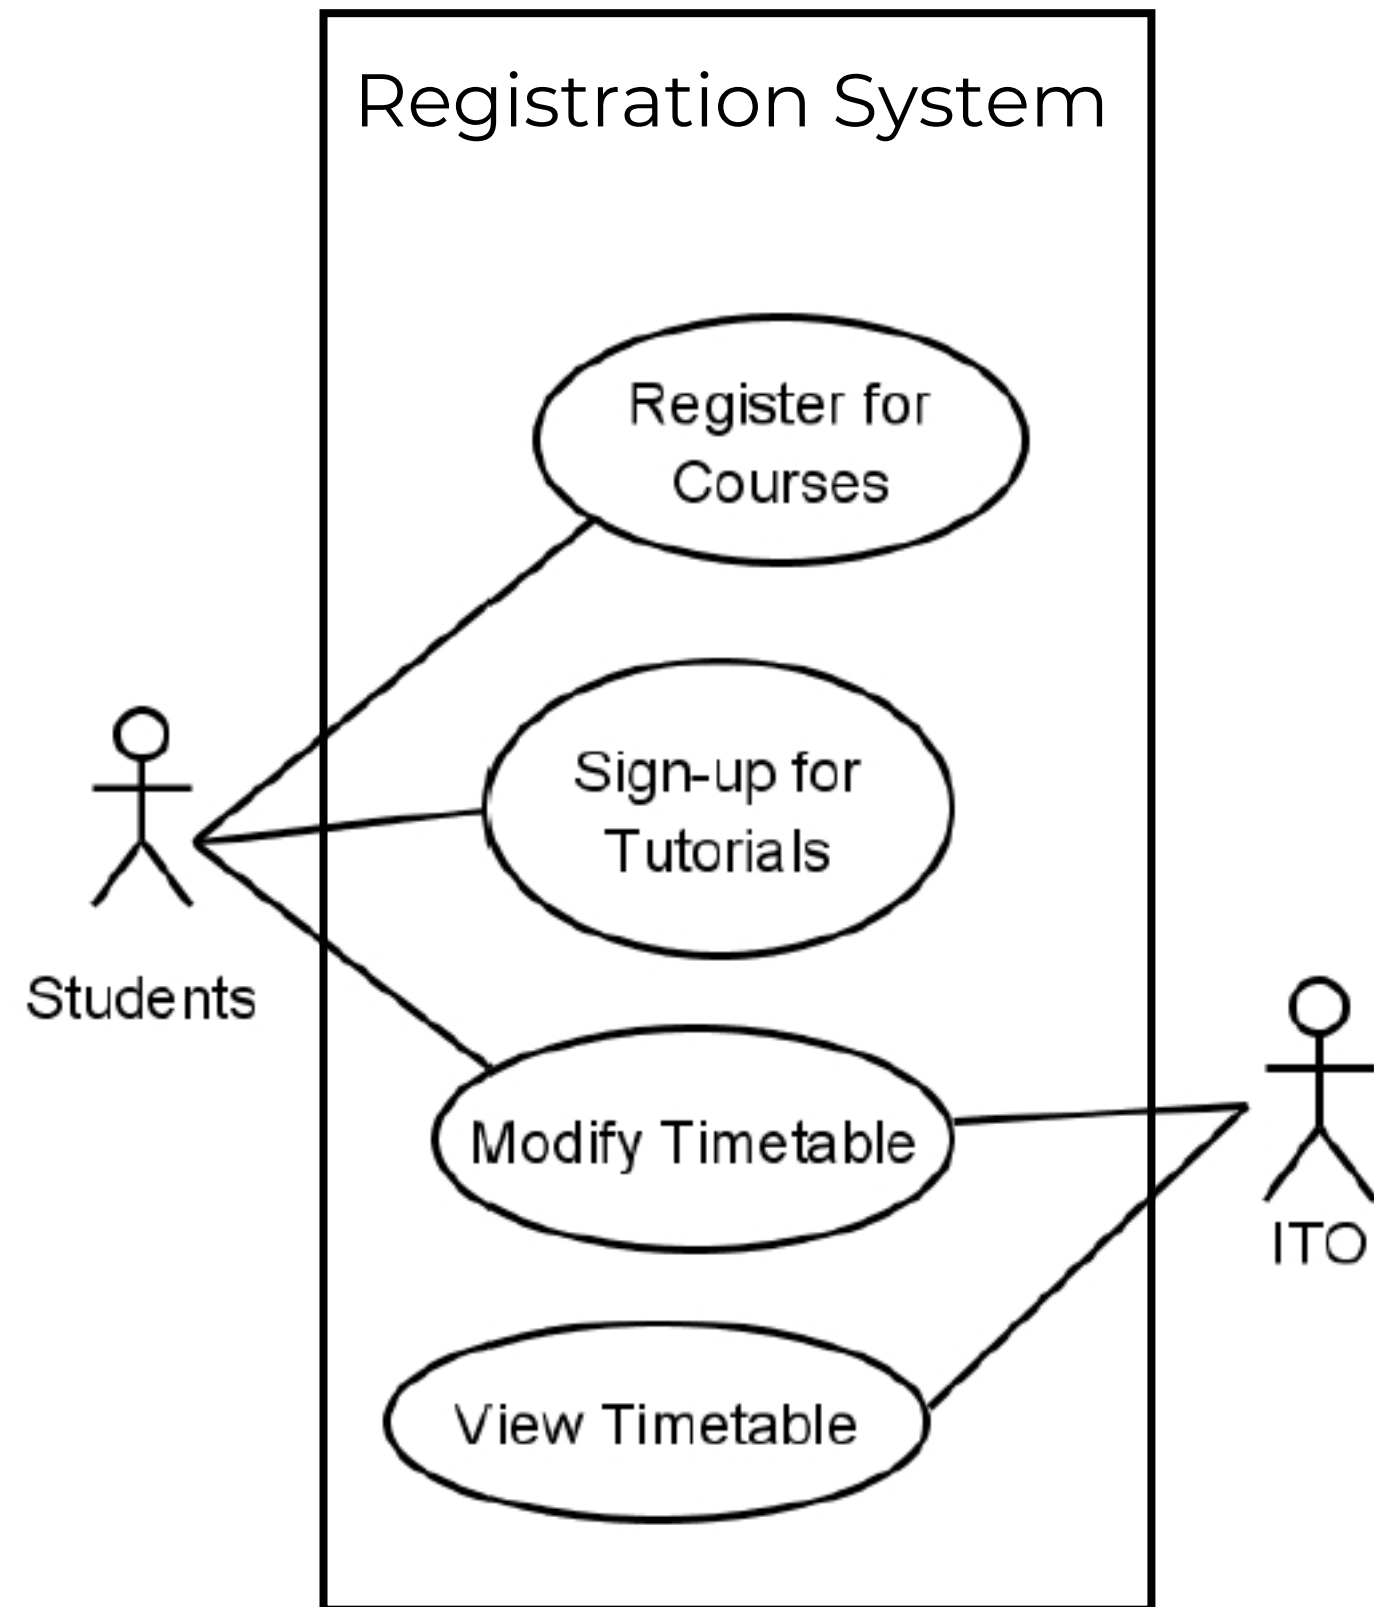 Registration System
Register for
Courses
Sign-up for
Tutorials
Students
Modify Timetable
ITO
View Timetable